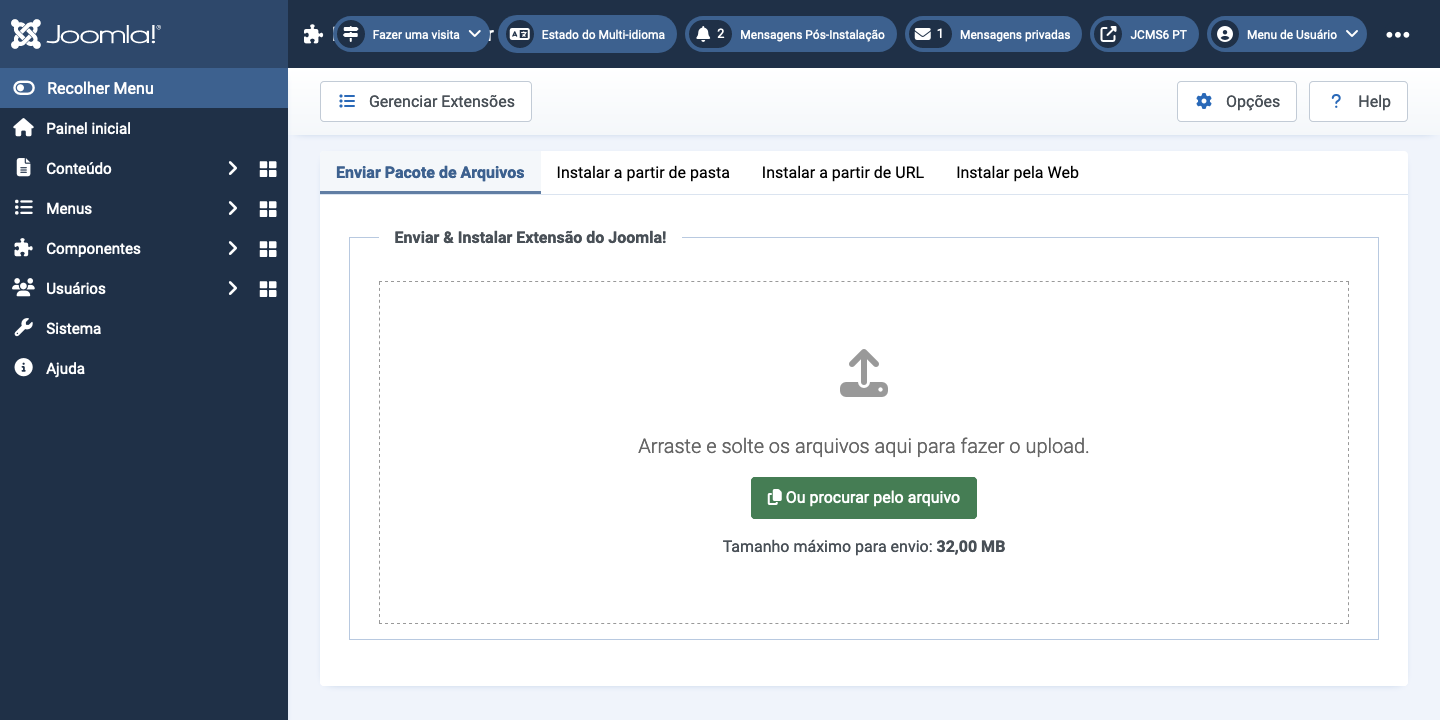 Joomla!
Fazer uma visita
Estado do Multi-idioma
2 Mensagens Pós-Instalação
1 Mensagens privadas
JCMS6 PT
Menu de Usuário
Recolher Menu
Painel inicial
Conteúdo
Menus
Componentes
Usuários
Sistema
Ajuda
Gerenciar Extensões
Opções
? Help
Enviar Pacote de Arquivos
Instalar a partir de pasta
Instalar a partir de URL
Instalar pela Web
Enviar & Instalar Extensão do Joomla!
Arraste e solte os arquivos aqui para fazer o upload.
Ou procurar pelo arquivo
Tamanho máximo para envio: 32,00 MB